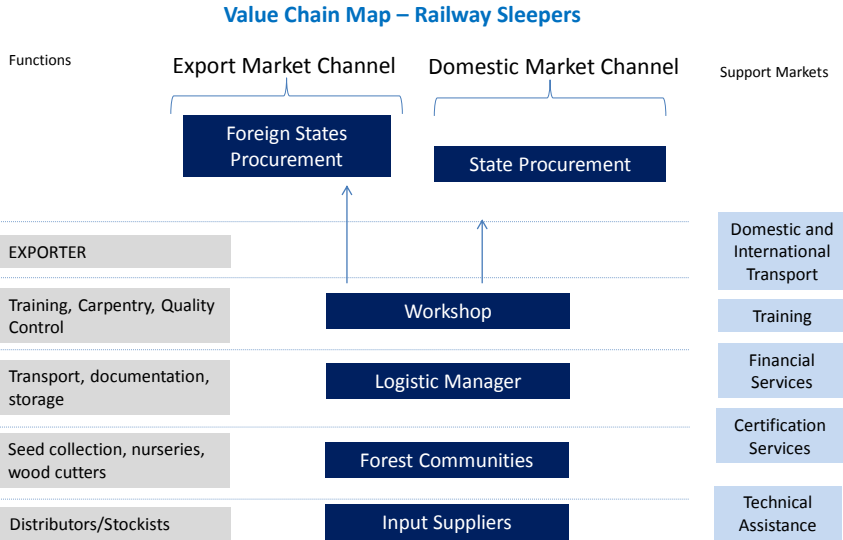 Value Chain Map – Railway Sleepers
Functions
Export Market Channel
Domestic Market Channel
Support Markets
Foreign States
Procurement
State Procurement
EXPORTER
Domestic and
International
Transport
Training, Carpentry, Quality
Control
Workshop
Training
Transport, documentation,
storage
Logistic Manager
Financial
Services
Seed collection, nurseries,
wood cutters
Forest Communities
Certification
Services
Distributors/Stockists
Input Suppliers
Technical
Assistance